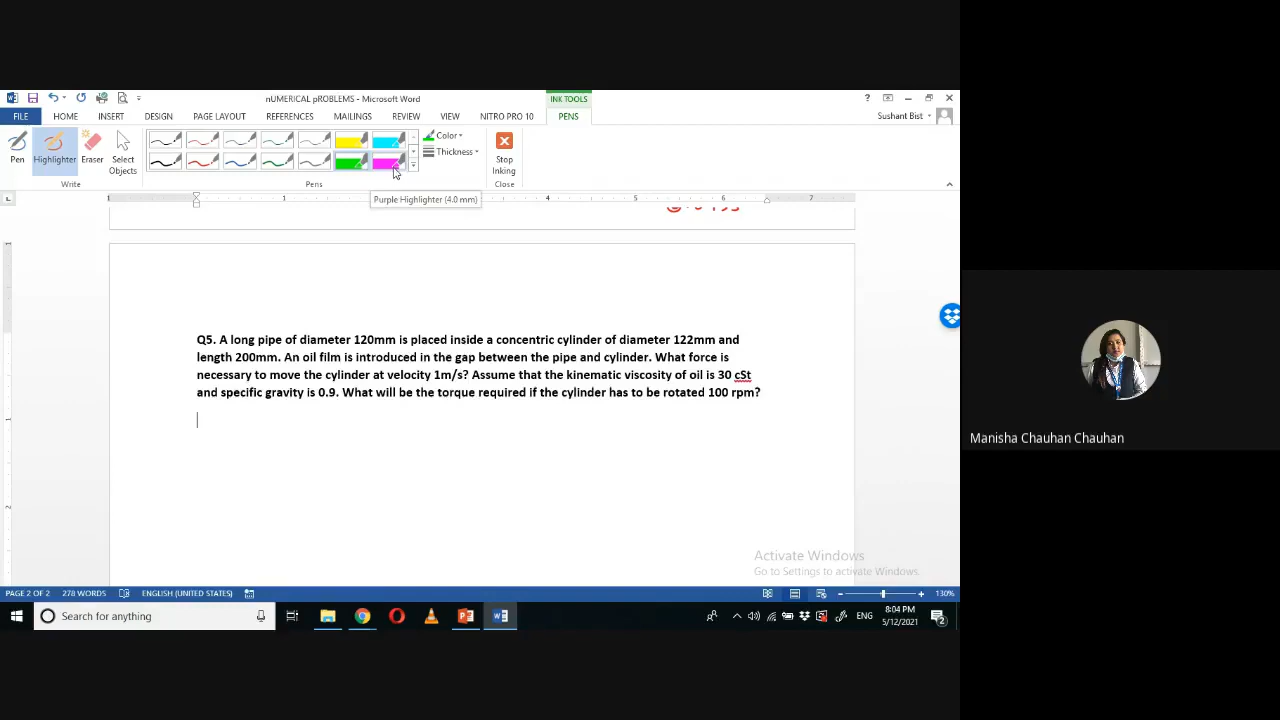 nUMERICAL pROBLEMS - Microsoft Word
INK TOOLS
FILE HOME INSERT DESIGN PAGE LAYOUT REFERENCES MAILINGS REVIEW VIEW NITRO PRO 10 PENS
Sushant Bist
Pen Highlighter Eraser Select Objects
Color
Thickness
Stop Inking
Write Pens Close
Purple Highlighter (4.0 mm)
1 1 4 5 6 7
Q5. A long pipe of diameter 120mm is placed inside a concentric cylinder of diameter 122mm and
length 200mm. An oil film is introduced in the gap between the pipe and cylinder. What force is
necessary to move the cylinder at velocity 1m/s? Assume that the kinematic viscosity of oil is 30 cSt
and specific gravity is 0.9. What will be the torque required if the cylinder has to be rotated 100 rpm?
Manisha Chauhan Chauhan
Activate Windows
Go to Settings to activate Windows.
PAGE 2 OF 2 278 WORDS ENGLISH (UNITED STATES) 130%
Search for anything
ENG
8:04 PM
5/12/2021
2